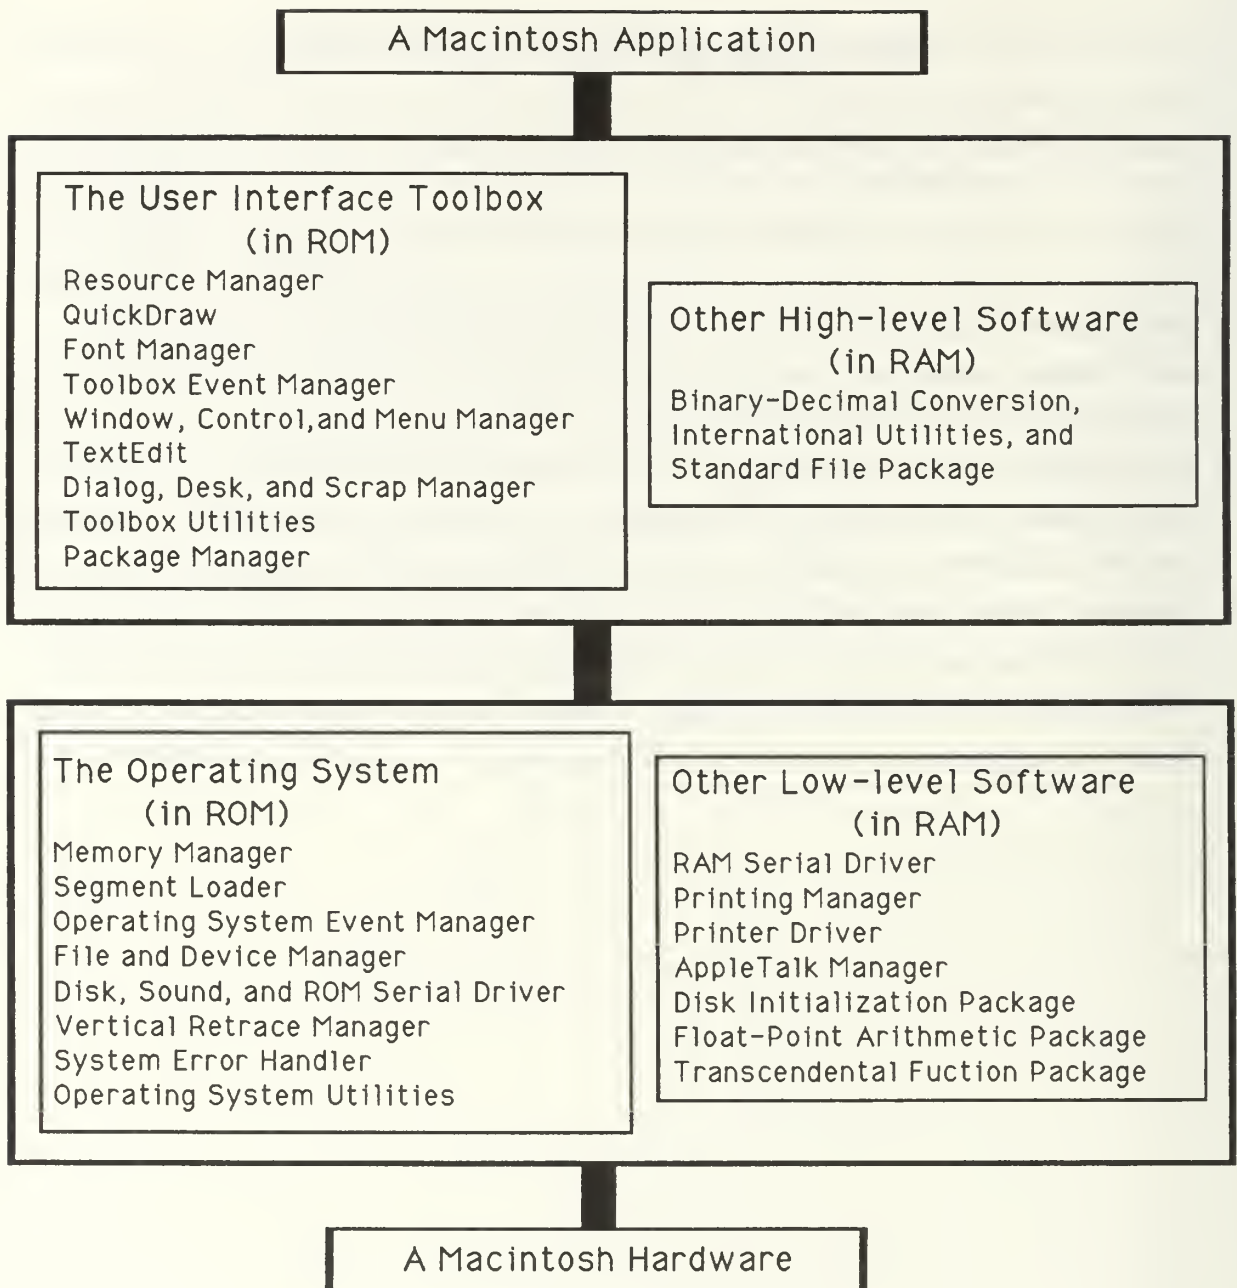 A Macintosh Application
The User Interface Toolbox
(in ROM)
Resource Manager
QuickDraw
Font Manager
Toolbox Event Manager
Window, Control,and Menu Manager
TextEdit
Dialog, Desk, and Scrap Manager
Toolbox Utilities
Package Manager
Other High-level Software
(in RAM)
Binary-Decimal Conversion,
International Utilities, and
Standard File Package
The Operating System
(in ROM)
Memory Manager
Segment Loader
Operating System Event Manager
File and Device Manager
Disk, Sound, and ROM Serial Driver
Vertical Retrace Manager
System Error Handler
Operating System Utilities
Other Low-level Software
(in RAM)
RAM Serial Driver
Printing Manager
Printer Driver
AppleTalk Manager
Disk Initialization Package
Float-Point Arithmetic Package
Transcendental Fuction Package
A Macintosh Hardware